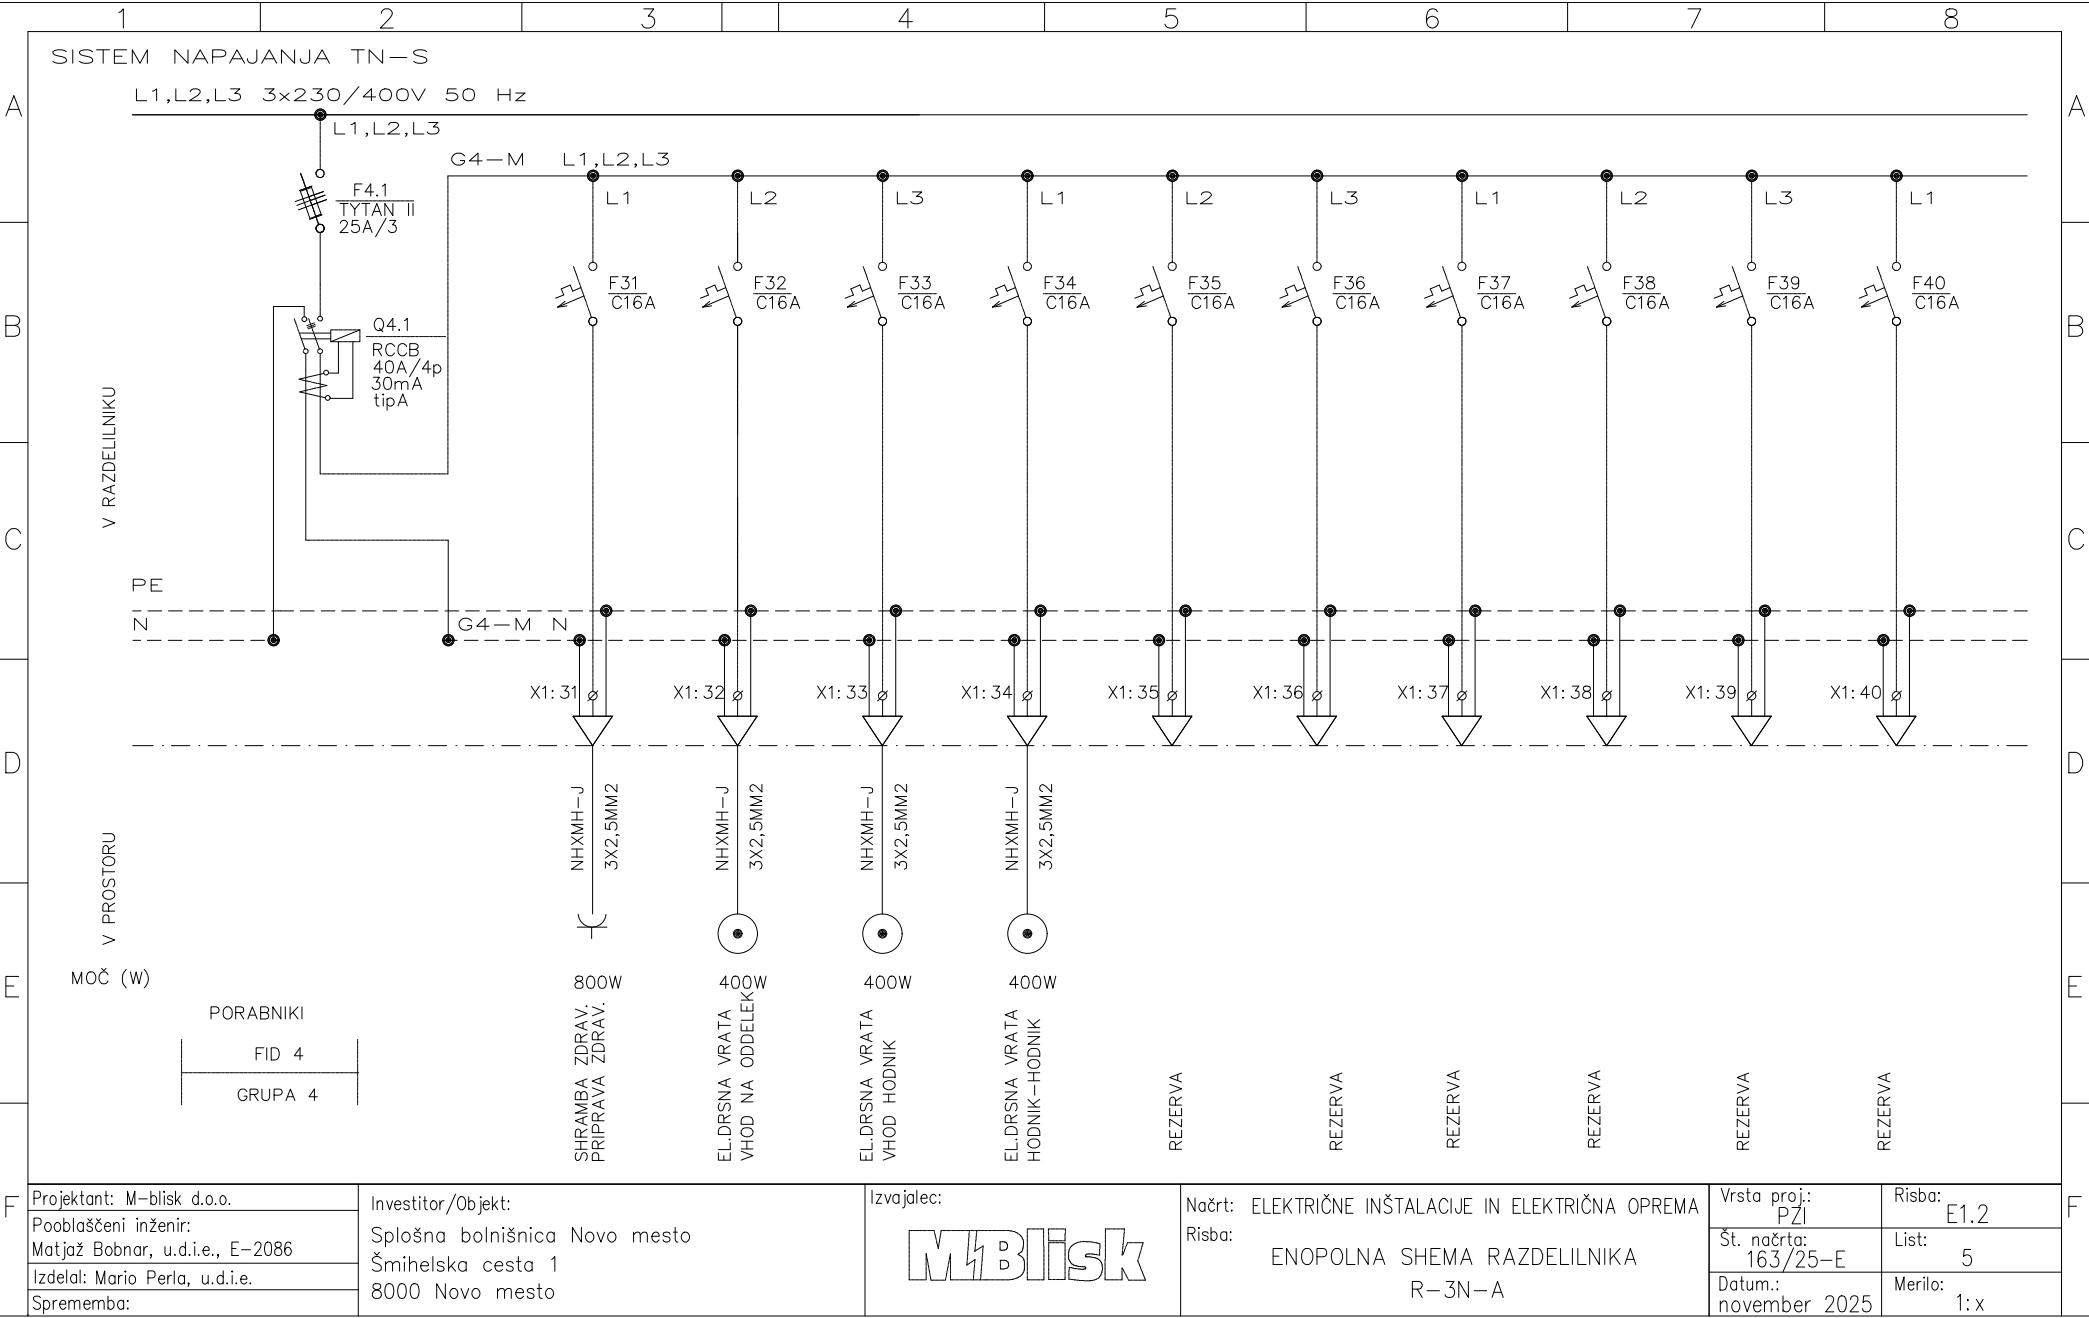 1 2 3 4 5 6 7 8
SISTEM NAPAJANJA TN-S
L1,L2,L3 3x230/400V 50 Hz
A A
L1,L2,L3
G4-M L1,L2,L3
L1 L2 L3 L1 L2 L3 L1 L2 L3 L1
F4.1
TYTAN II
25A/3
F31 F32 F33 F34 F35 F36 F37 F38 F39 F40
C16A C16A C16A C16A C16A C16A C16A C16A C16A C16A
B B
Q4.1
RCCB
40A/4p
30mA
tipA
V RAZDELILNIKU
C C
PE
N
G4-M N
X1:31 X1:32 X1:33 X1:34 X1:35 X1:36 X1:37 X1:38 X1:39 X1:40
D D
NHXMH-J
3X2,5MM2
NHXMH-J
3X2,5MM2
NHXMH-J
3X2,5MM2
NHXMH-J
3X2,5MM2
V PROSTORU
MOČ (W)
800W 400W 400W 400W
E E
PORABNIKI
FID 4
GRUPA 4
SHRAMBA ZDRAV.
PRIPRAVA ZDRAV.
EL.DRSNA VRATA
VHOD NA ODDELEK
EL.DRSNA VRATA
VHOD HODNIK
EL.DRSNA VRATA
HODNIK-HODNIK
REZERVA
REZERVA
REZERVA
REZERVA
REZERVA
REZERVA
F F
Projektant: M-blisk d.o.o.
Pooblaščeni inženir:
Matjaž Bobnar, u.d.i.e., E-2086
Izdelal: Mario Perla, u.d.i.e.
Sprememba:
Investitor/Objekt:
Splošna bolnišnica Novo mesto
Šmihelska cesta 1
8000 Novo mesto
Izvajalec:
M Blisk
Načrt: ELEKTRIČNE INŠTALACIJE IN ELEKTRIČNA OPREMA
Risba:
ENOPOLNA SHEMA RAZDELILNIKA
R-3N-A
Vrsta proj.:
PZI
Št. načrta:
163/25-E
Datum.:
november 2025
Risba:
E1.2
List:
5
Merilo:
1:x